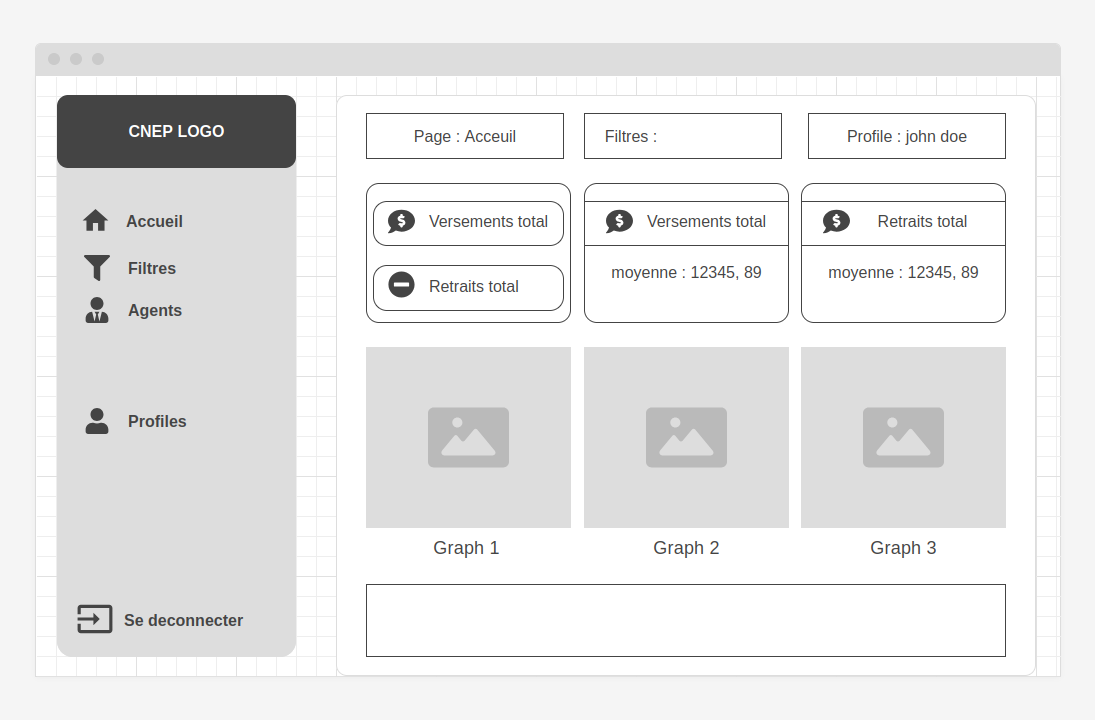 CNEP LOGO
Accueil
Filtres
Agents
Profiles
Se deconnecter
Page : Acceuil
Filtres :
Profile : john doe
Versements total
Retraits total
Versements total
moyenne : 12345, 89
Retraits total
moyenne : 12345, 89
Graph 1
Graph 2
Graph 3